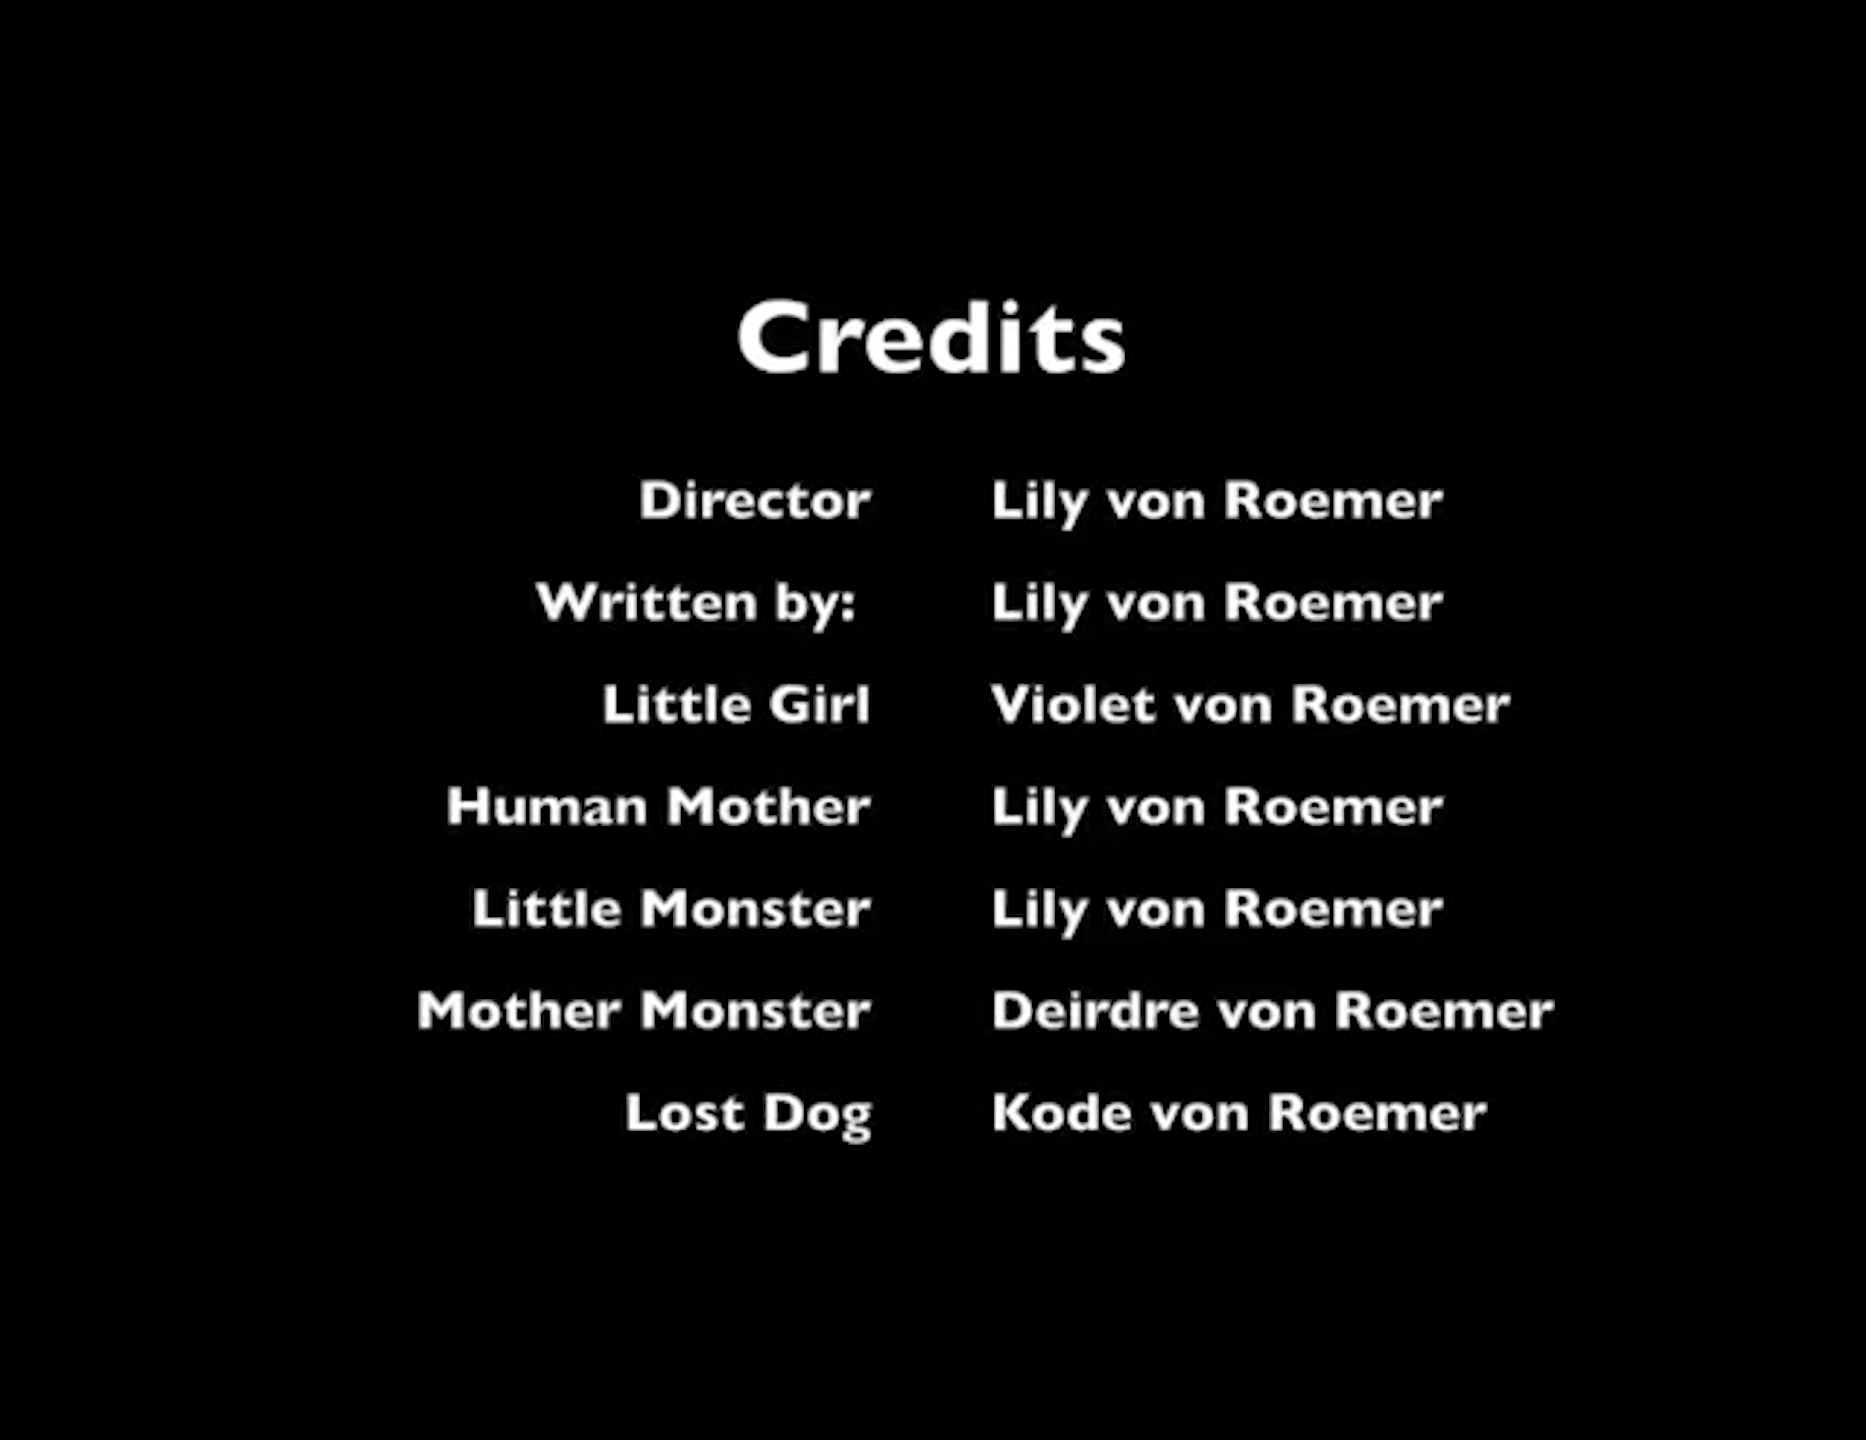 Credits
Director Lily von Roemer
Written by: Lily von Roemer
Little Girl Violet von Roemer
Human Mother Lily von Roemer
Little Monster Lily von Roemer
Mother Monster Deirdre von Roemer
Lost Dog Kode von Roemer